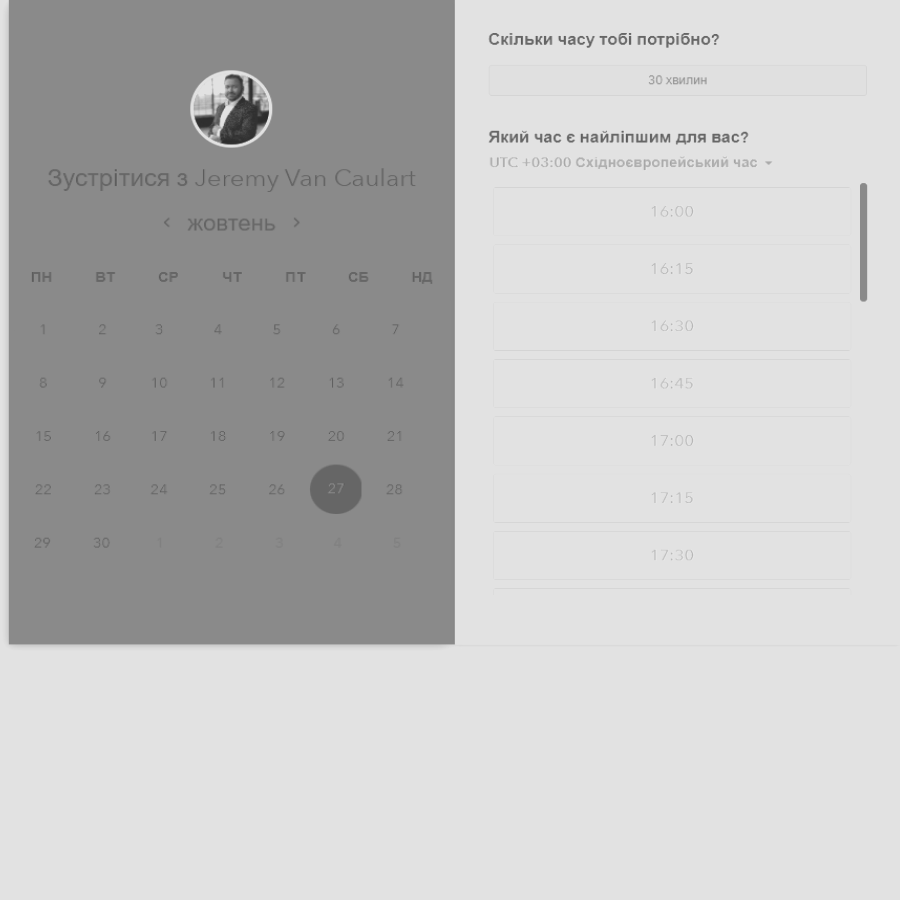 Зустрітися з Jeremy Van Caulart
жовтень
ПН ВТ СР ЧТ ПТ СБ НД
1 2 3 4 5 6 7
8 9 10 11 12 13 14
15 16 17 18 19 20 21
22 23 24 25 26 27 28
29 30 1 2 3 4 5
Скільки часу тобі потрібно?
30 хвилин
Який час є найліпшим для вас?
UTC +03:00 Східноєвропейський час
16:00
16:15
16:30
16:45
17:00
17:15
17:30